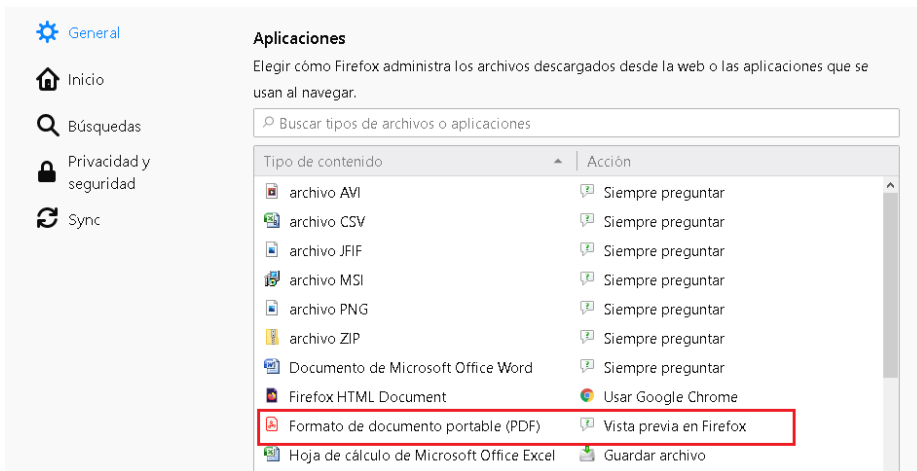 General
Inicio
Búsquedas
Privacidad y
seguridad
Sync
Aplicaciones
Elegir cómo Firefox administra los archivos descargados desde la web o las aplicaciones que se
usan al navegar.
Buscar tipos de archivos o aplicaciones
Tipo de contenido Acción
archivo AVI Siempre preguntar
archivo CSV Siempre preguntar
archivo JFIF Siempre preguntar
archivo MSI Siempre preguntar
archivo PNG Siempre preguntar
archivo ZIP Siempre preguntar
Documento de Microsoft Office Word Siempre preguntar
Firefox HTML Document Usar Google Chrome
Formato de documento portable (PDF) Vista previa en Firefox
Hoja de cálculo de Microsoft Office Excel Guardar archivo